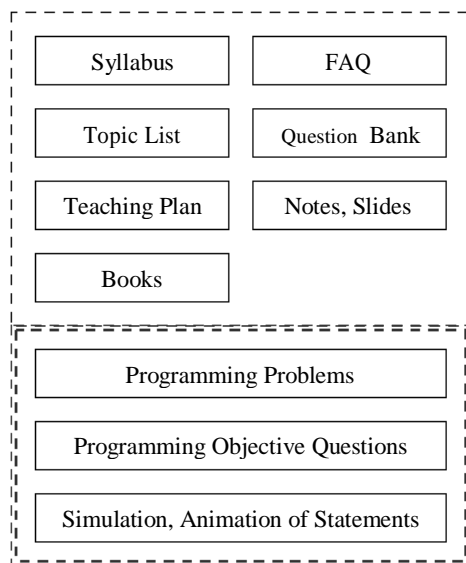 Syllabus
FAQ
Topic List
Question Bank
Teaching Plan
Notes, Slides
Books
Programming Problems
Programming Objective Questions
Simulation, Animation of Statements